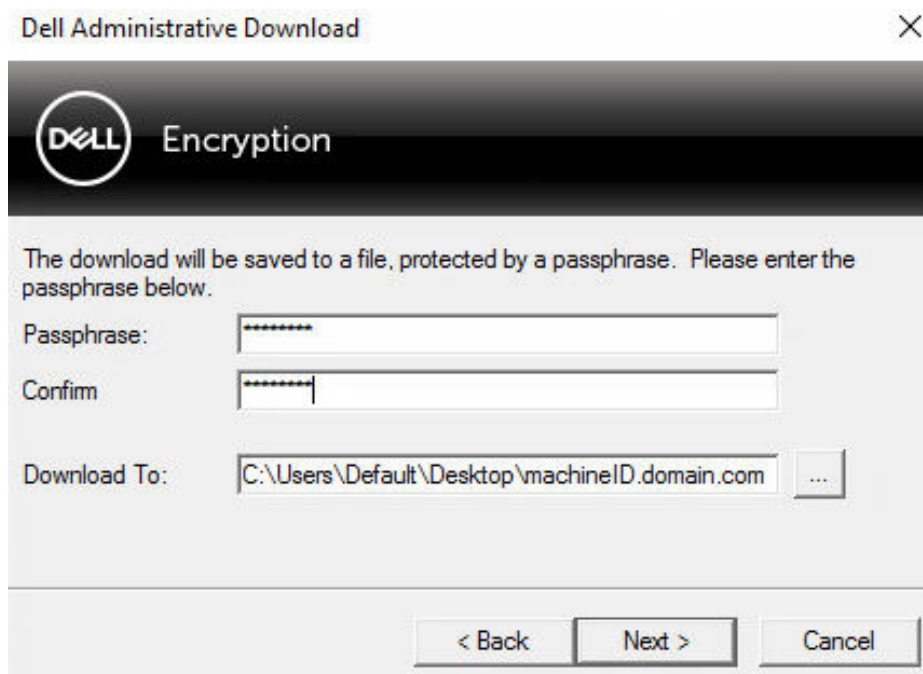 Dell Administrative Download
DELL Encryption
The download will be saved to a file, protected by a passphrase. Please enter the
passphrase below.
Passphrase: ********
Confirm ********
Download To: C:\Users\Default\Desktop\machineID.domain.com ...
< Back Next > Cancel